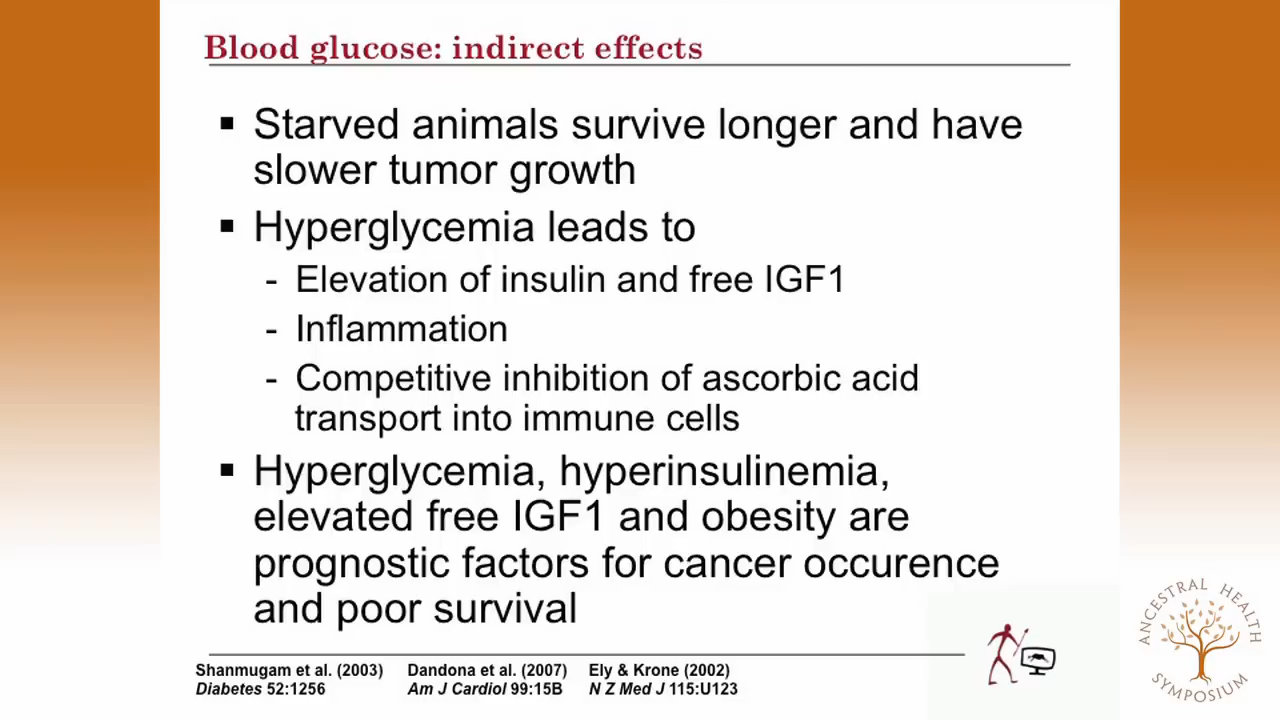 Blood glucose: indirect effects
▪ Starved animals survive longer and have
slower tumor growth
▪ Hyperglycemia leads to
- Elevation of insulin and free IGF1
- Inflammation
- Competitive inhibition of ascorbic acid
transport into immune cells
▪ Hyperglycemia, hyperinsulinemia,
elevated free IGF1 and obesity are
prognostic factors for cancer occurence
and poor survival
Shanmugam et al. (2003)
Diabetes 52:1256
Dandona et al. (2007)
Am J Cardiol 99:15B
Ely & Krone (2002)
N Z Med J 115:U123
ANCESTRAL HEALTH
SYMPOSIUM